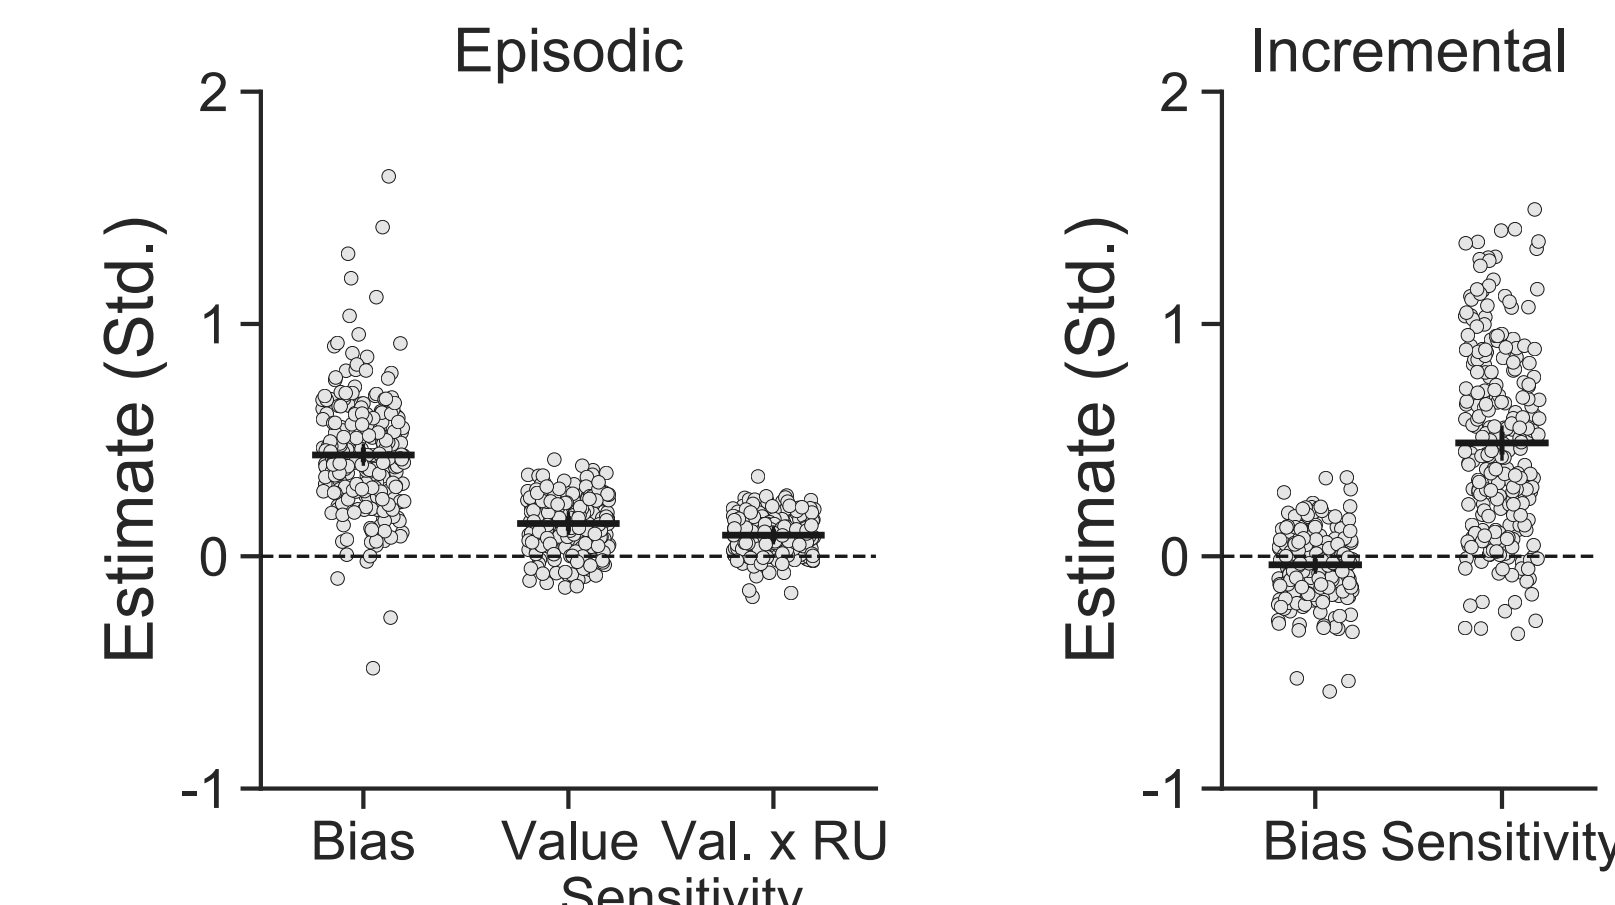 Episodic
Estimate (Std.)
2
1
0
-1
Bias
Value
Val. x RU
Sensitivity
Incremental
Estimate (Std.)
2
1
0
-1
Bias
Sensitivity